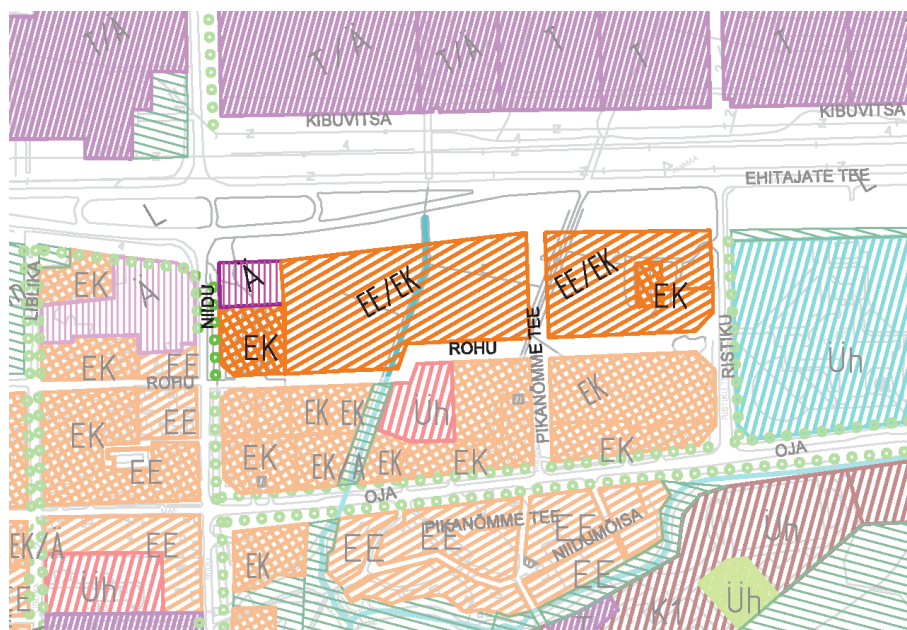 T/Ä
T/Ä
T/Ä
T
T
T
KIBUVITSA
KIBUVITSA
EHITAJATE TEE
L
L
LIBLIKA
EK
Ä
NIIDU
Ä
EE/EK
EE/EK
EK
EK
EK
EE
ROHU
ROHU
PIKANÕMME TEE
RISTIKU
Üh
EK
EE
EE
EK
EK
EK
Üh
EK
EK
EK
Ä
EK
EK
EK
OJA
OJA
EK/Ä
EE
EK
EE
EE
PIKANÕMME TEE
EE
NIIDUMÕISA
EE
Üh
E
Üh
K1
Üh